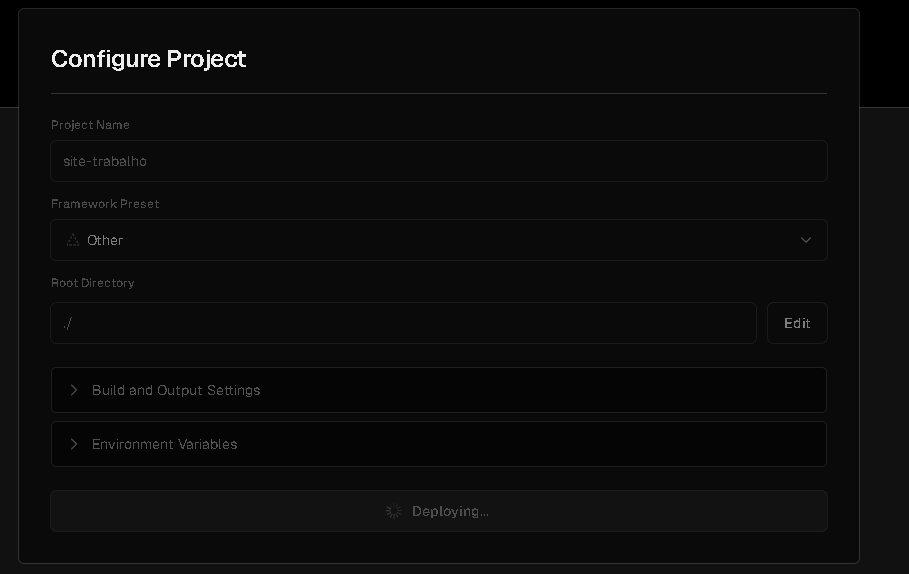 Configure Project
Project Name
site-trabalho
Framework Preset
Other
Root Directory
./
Edit
Build and Output Settings
Environment Variables
Deploying...